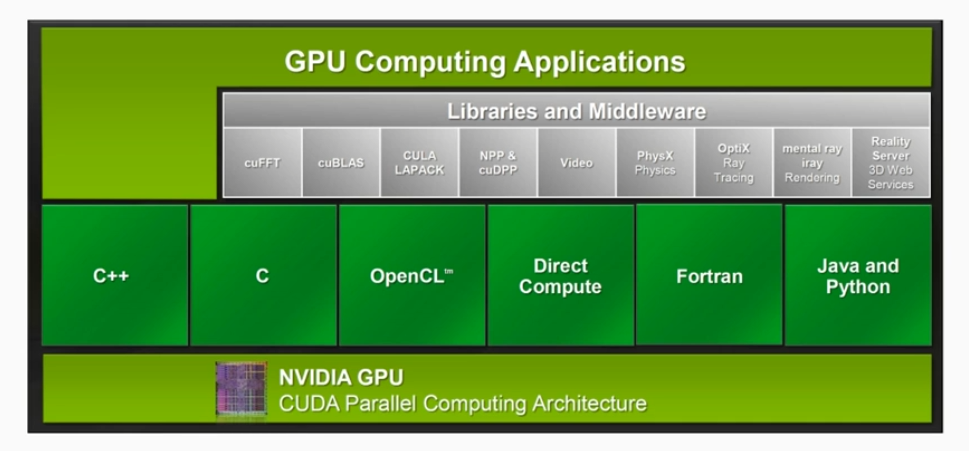 GPU Computing Applications
Libraries and Middleware
cuFFT
cuBLAS
CULA
LAPACK
NPP &
cuDPP
Video
PhysX
Physics
OptiX
Ray
Tracing
mental ray
iray
Rendering
Reality
Server
3D Web
Services
C++
C
OpenCL™
Direct
Compute
Fortran
Java and
Python
NVIDIA GPU
CUDA Parallel Computing Architecture